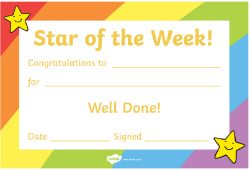 Star of the Week!
Congratulations to
for
Well Done!
Date Signed